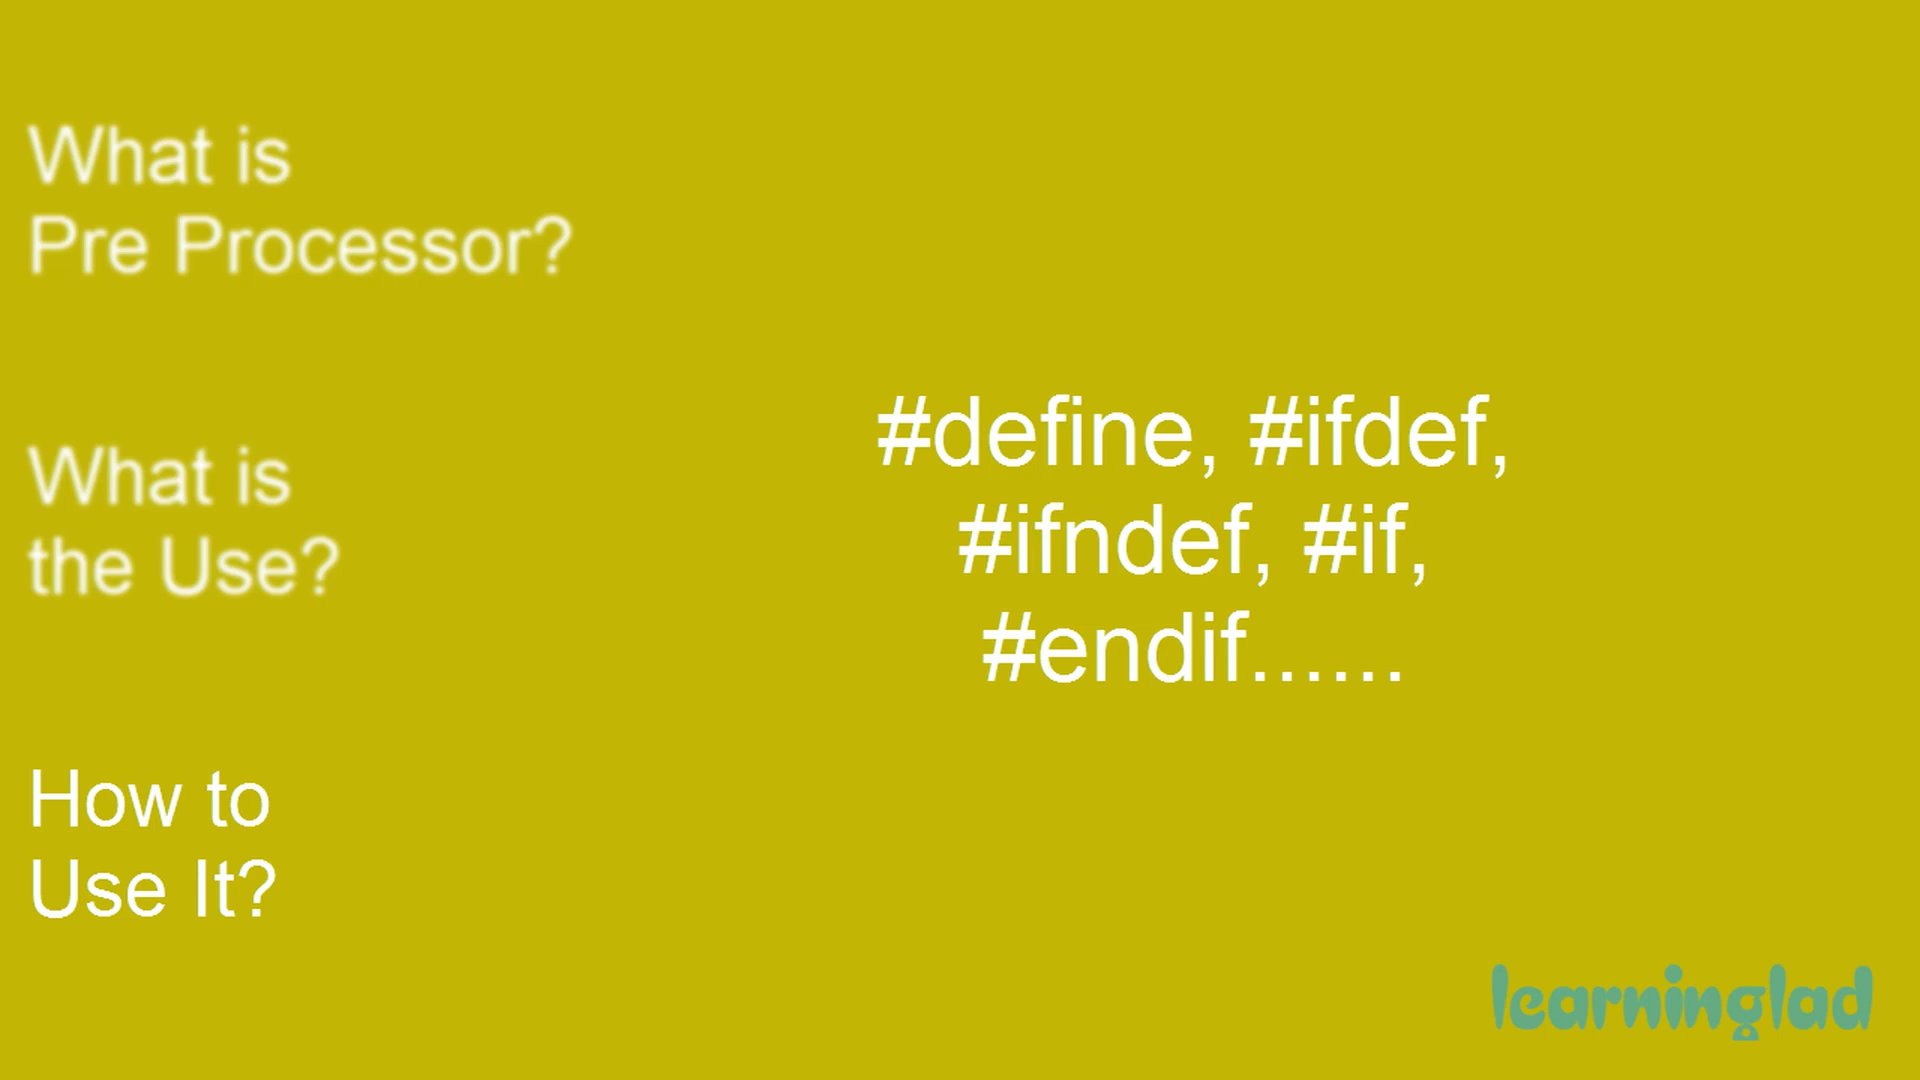 What is
Pre Processor?
What is
the Use?
How to
Use It?
#define, #ifdef,
#ifndef, #if,
#endif......
learninglad